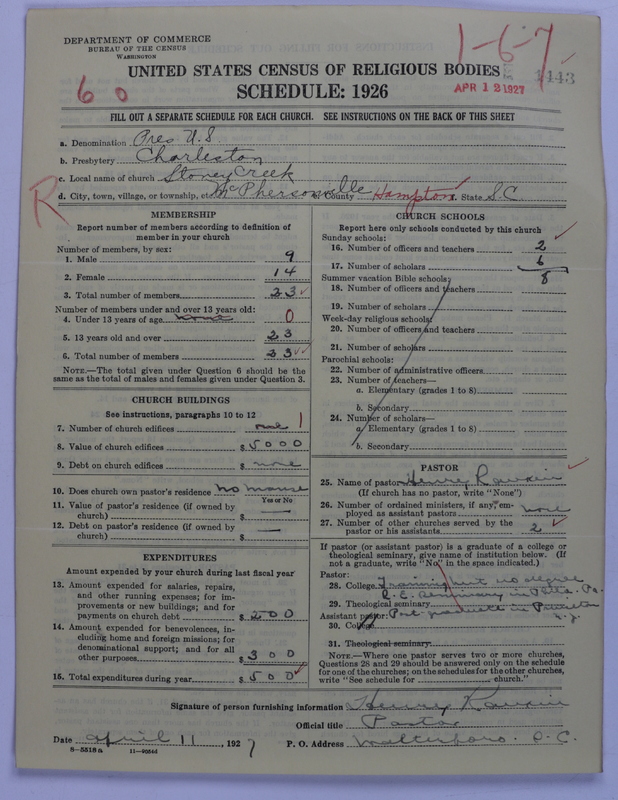 DEPARTMENT OF COMMERCE
BUREAU OF THE CENSUS
WASHINGTON
1-6-7
1443
60
APR 12 1927
UNITED STATES CENSUS OF RELIGIOUS BODIES
SCHEDULE: 1926
FILL OUT A SEPARATE SCHEDULE FOR EACH CHURCH. SEE INSTRUCTIONS ON THE BACK OF THIS SHEET
a. Denomination Pres U.S.
b. Presbytery Charleston
c. Local name of church Stoney Creek
R
d. City, town, village, or township, etc. McPhersonville e. County Hampton f. State S.C.
MEMBERSHIP
Report number of members according to definition of member in your church
Number of members, by sex:
1. Male 9
2. Female 14
3. Total number of members 23
Number of members under and over 13 years old:
4. Under 13 years of age none 0
5. 13 years old and over 23
6. Total number of members 23
NOTE.—The total given under Question 6 should be the
same as the total of males and females given under Question 3.
CHURCH BUILDINGS
See instructions, paragraphs 10 to 12
7. Number of church edifices one 1
8. Value of church edifices $5000
9. Debt on church edifices $ none
10. Does church own pastor's residence no manse
Yes or No
11. Value of pastor's residence (if owned by
church) $ —
12. Debt on pastor's residence (if owned by
church) $ —
EXPENDITURES
Amount expended by your church during last fiscal year
13. Amount expended for salaries, repairs,
and other running expenses; for im-
provements or new buildings; and for
payments on church debt $ 200
14. Amount expended for benevolences, in-
cluding home and foreign missions; for
denominational support; and for all
other purposes $ 300
15. Total expenditures during year $ 500
CHURCH SCHOOLS
Report here only schools conducted by this church
Sunday schools:
16. Number of officers and teachers 2
17. Number of scholars 6
8
Summer vacation Bible schools:
18. Number of officers and teachers
19. Number of scholars
Week-day religious schools:
20. Number of officers and teachers
21. Number of scholars
Parochial schools:
22. Number of administrative officers
23. Number of teachers—
a. Elementary (grades 1 to 8)
b. Secondary
24. Number of scholars—
a. Elementary (grades 1 to 8)
b. Secondary
PASTOR
25. Name of pastor Henry Rankin
(If church has no pastor, write "None")
26. Number of ordained ministers, if any, em-
ployed as assistant pastors none
27. Number of other churches served by the
pastor or his assistants 2
If pastor (or assistant pastor) is a graduate of a college or
theological seminary, give name of institution below. (If
not a graduate, write "No" in the space indicated.)
Pastor:
28. College Training but no degree
R.E. Seminary in Phila. Pa.
29. Theological seminary
Assistant pastor: Post graduate in Princeton
N.J.
30. College
31. Theological seminary
NOTE.—Where one pastor serves two or more churches,
Questions 28 and 29 should be answered only on the schedule
for one of the churches; on the schedules for the other churches,
write "See schedule for church."
Signature of person furnishing information Henry Rankin
Official title Pastor
Date April 11, 1927 P. O. Address Walterboro. S.C.
8-5518a 11-9054d